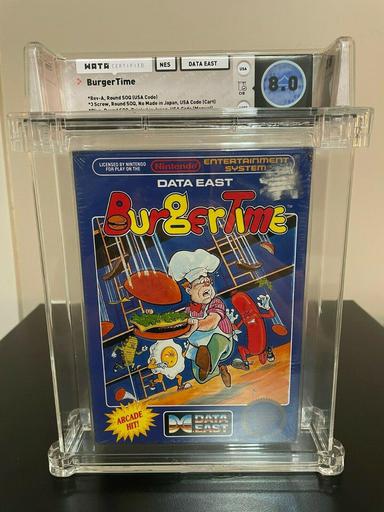 WATA CERTIFIED NES DATA EAST USA
BurgerTime
*Rev-A, Round SOQ (USA Code)
*3 Screw, Round SOQ, No Made in Japan, USA Code (Cart)
8.0
LICENSED BY NINTENDO
FOR PLAY ON THE
Nintendo
ENTERTAINMENT
SYSTEM
DATA EAST
BurgerTime
ARCADE
HIT!
DATA
EAST